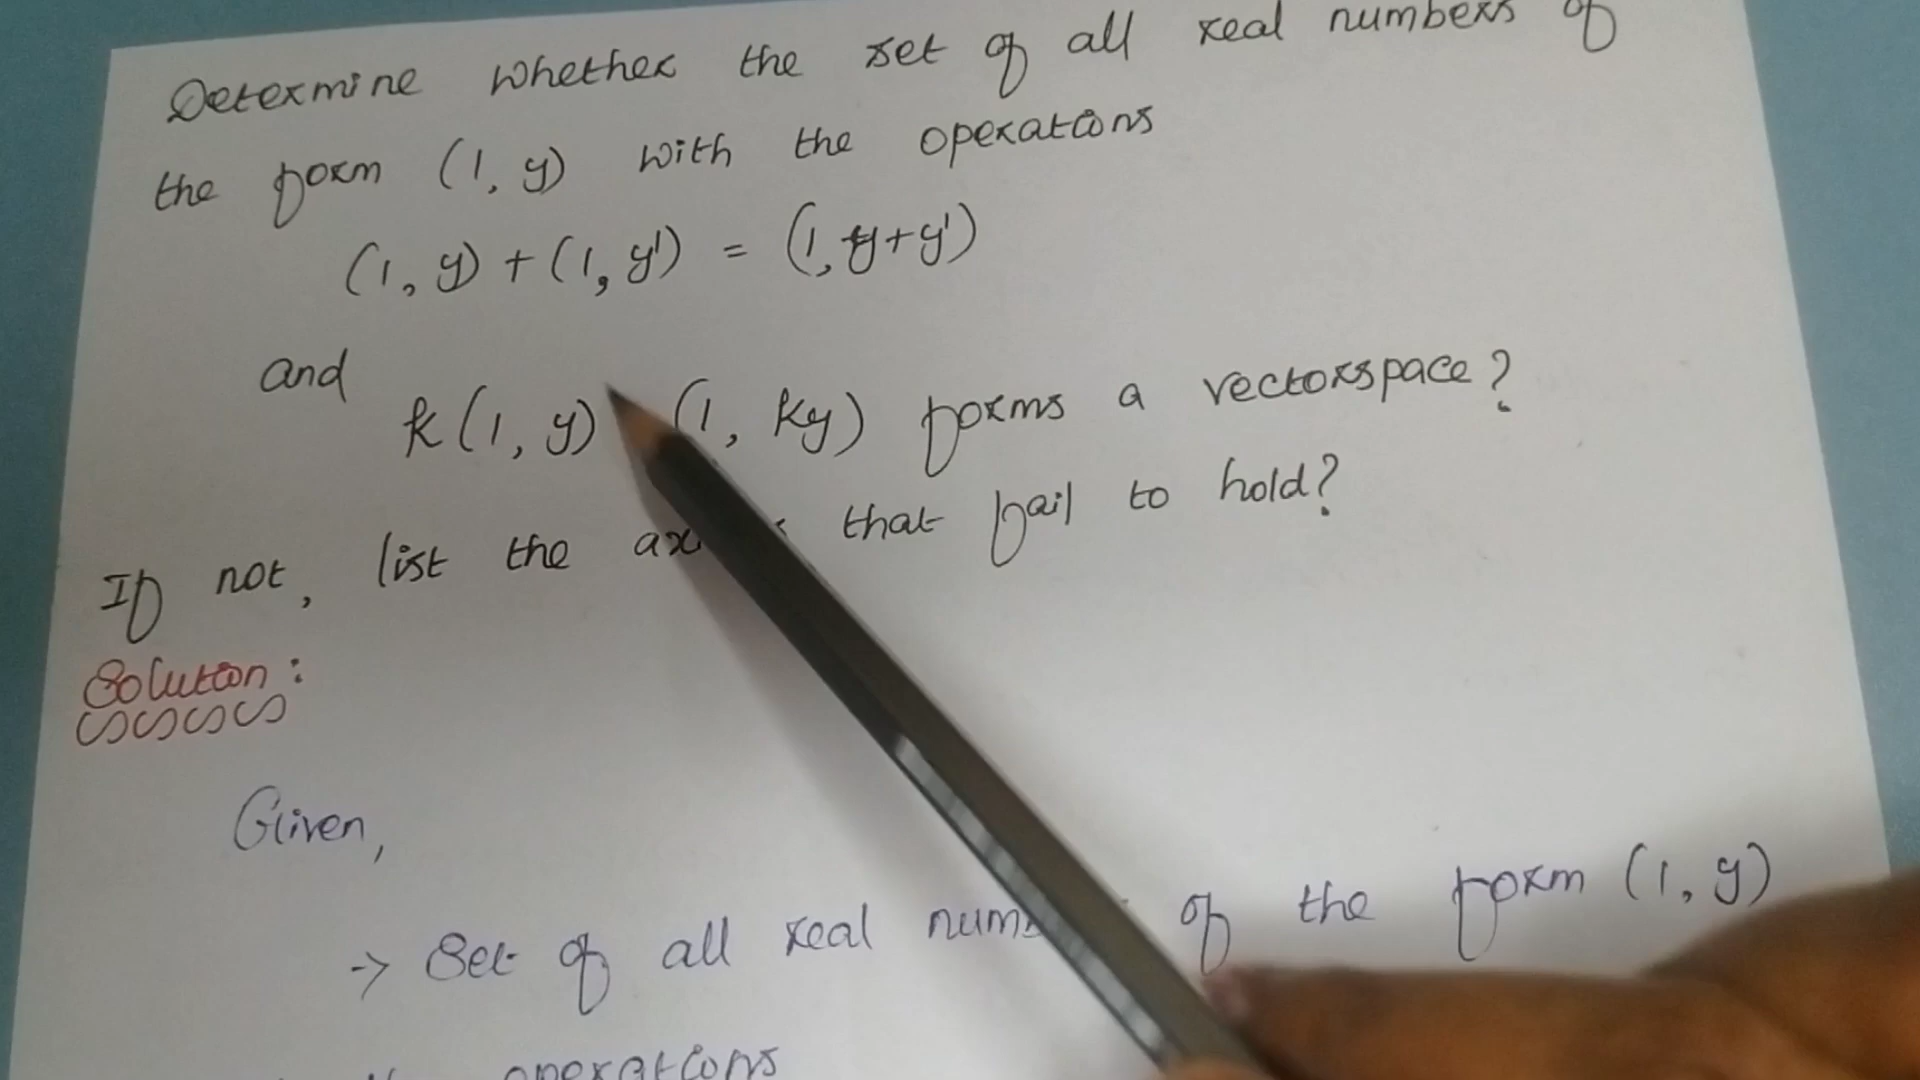 Determine whether the set of all real numbers of
the form (1, y) with the operations
(1, y) + (1, y') = (1, y+y')
and
k(1, y) (1, ky) forms a vectorspace?
If not, list the that fail to hold?
Solution:
Given,
-> Set of all real of the form (1, y)
operations